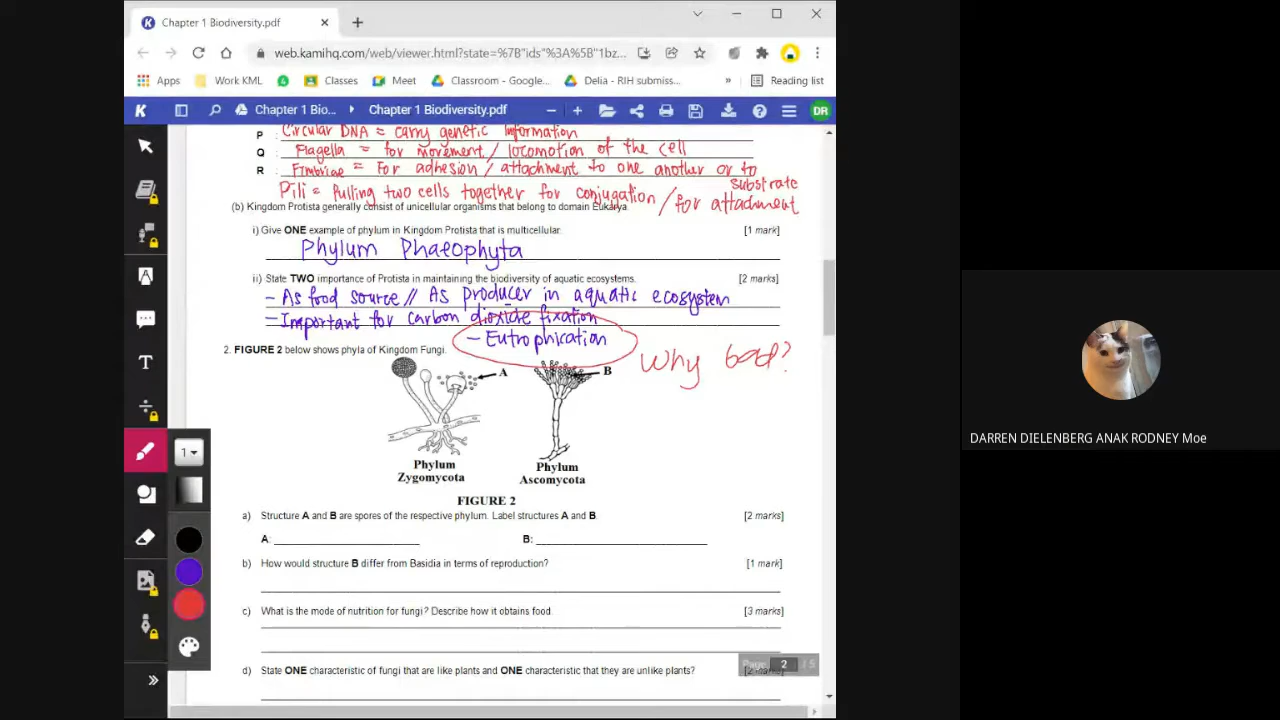 Chapter 1 Biodiversity.pdf
web.kamihq.com/web/viewer.html?state=%7B"ids"%3A%5B"1bz...
Apps Work KML Classes Meet Classroom - Google... Delia - RIH submiss... » Reading list
K Chapter 1 Bio... Chapter 1 Biodiversity.pdf DR
P : Circular DNA = carry genetic information
Q : Flagella = for movement / locomotion of the cell
R : Fimbriae = For adhesion / attachment to one another or to
substrate
Pili = pulling two cells together for conjugation / for attachment
(b) Kingdom Protista generally consist of unicellular organisms that belong to domain Eukarya.
i) Give ONE example of phylum in Kingdom Protista that is multicellular. [1 mark]
Phylum Phaeophyta
ii) State TWO importance of Protista in maintaining the biodiversity of aquatic ecosystems. [2 marks]
- As food source // As producer in aquatic ecosystem
- Important for carbon dioxide fixation
- Eutrophication
Why bad?
2. FIGURE 2 below shows phyla of Kingdom Fungi.
A
B
Phylum Zygomycota
Phylum Ascomycota
FIGURE 2
a) Structure A and B are spores of the respective phylum. Label structures A and B. [2 marks]
A: B:
b) How would structure B differ from Basidia in terms of reproduction? [1 mark]
c) What is the mode of nutrition for fungi? Describe how it obtains food. [3 marks]
d) State ONE characteristic of fungi that are like plants and ONE characteristic that they are unlike plants?
Page 2 / 5
T
1
»
DARREN DIELENBERG ANAK RODNEY Moe